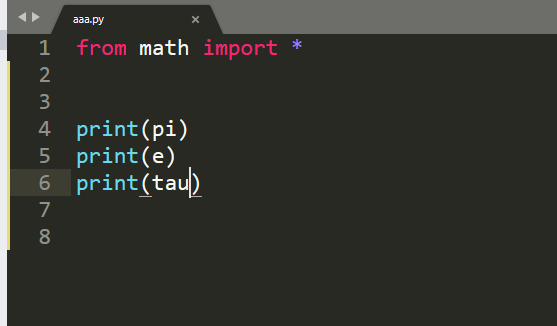 aaa.py ×
1 from math import *
2
3
4 print(pi)
5 print(e)
6 print(tau)
7
8